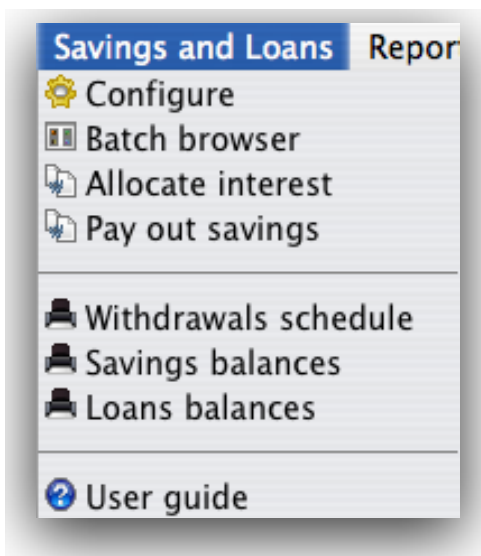 Savings and Loans Repor
Configure
Batch browser
Allocate interest
Pay out savings
Withdrawals schedule
Savings balances
Loans balances
User guide